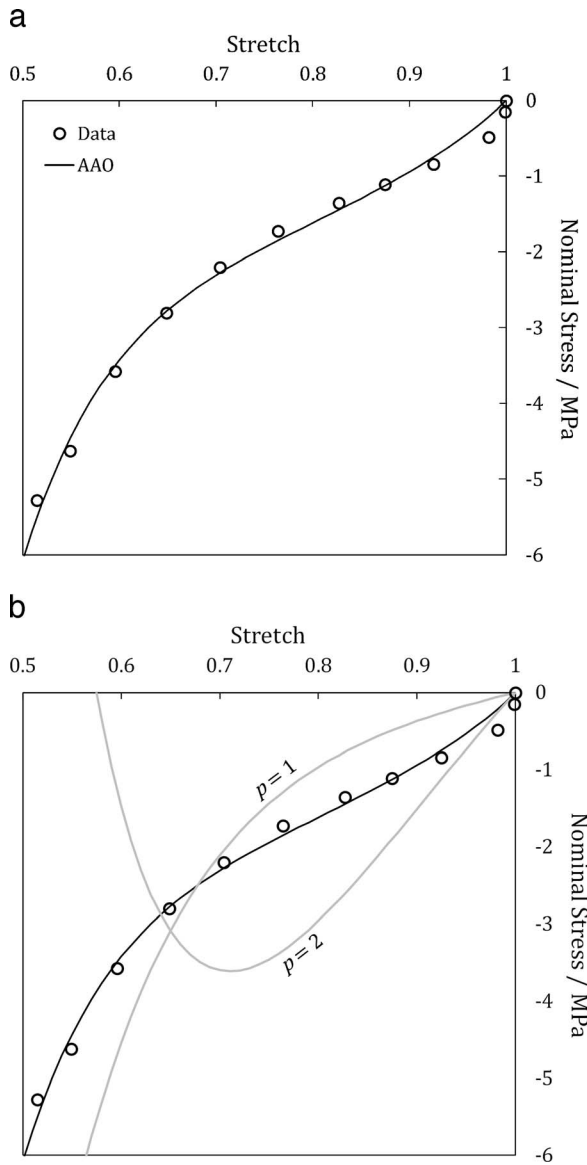 a
Stretch
0.5 0.6 0.7 0.8 0.9 1
0
Data
AAO
-1
-2
-3
-4
-5
-6
Nominal Stress / MPa
b
Stretch
0.5 0.6 0.7 0.8 0.9 1
0
p = 1
-1
-2
p = 2
-3
-4
-5
-6
Nominal Stress / MPa